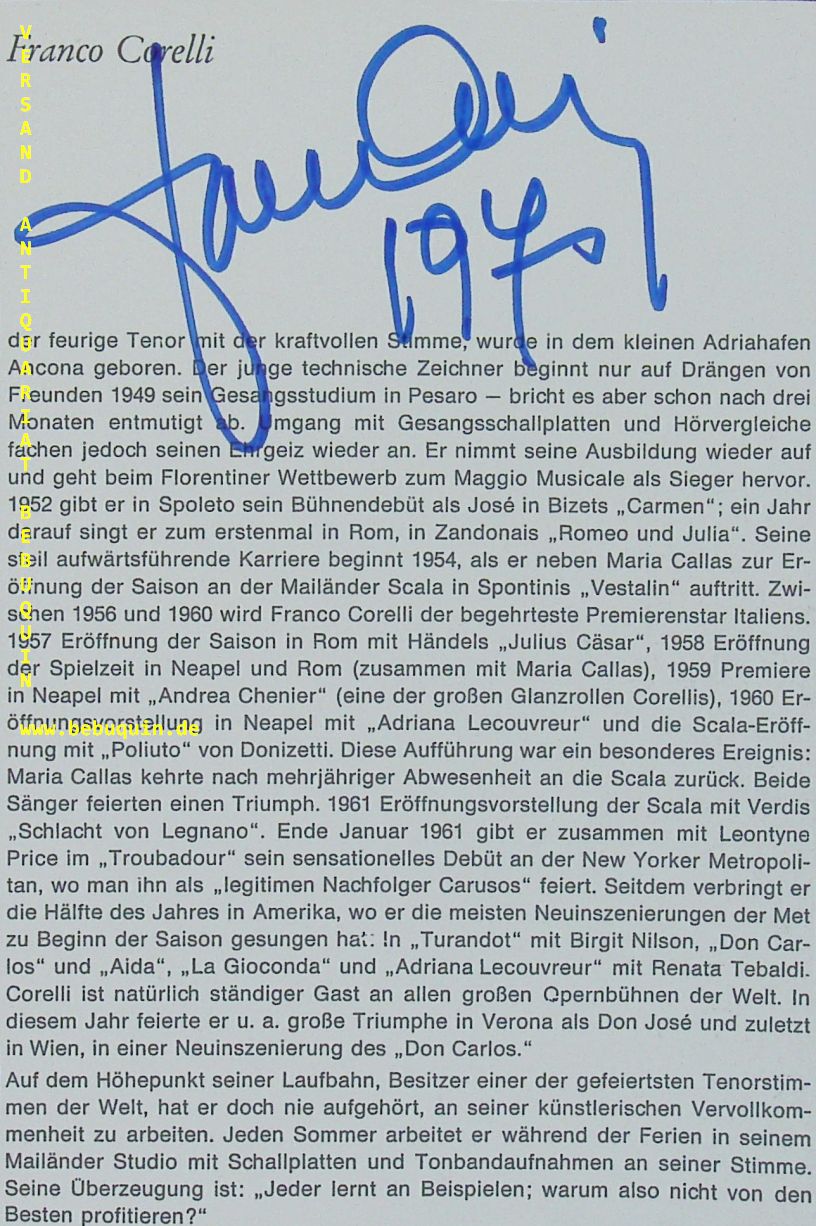 Franco Corelli
1970
der feurige Tenor mit der kraftvollen Stimme, wurde in dem kleinen Adriahafen
Ancona geboren. Der junge technische Zeichner beginnt nur auf Drängen von
Freunden 1949 sein Gesangsstudium in Pesaro — bricht es aber schon nach drei
Monaten entmutigt ab. Umgang mit Gesangsschallplatten und Hörvergleiche
fachen jedoch seinen Ehrgeiz wieder an. Er nimmt seine Ausbildung wieder auf
und geht beim Florentiner Wettbewerb zum Maggio Musicale als Sieger hervor.
1952 gibt er in Spoleto sein Bühnendebüt als José in Bizets „Carmen“; ein Jahr
darauf singt er zum erstenmal in Rom, in Zandonais „Romeo und Julia“. Seine
steil aufwärtsführende Karriere beginnt 1954, als er neben Maria Callas zur Er-
öffnung der Saison an der Mailänder Scala in Spontinis „Vestalin“ auftritt. Zwi-
schen 1956 und 1960 wird Franco Corelli der begehrteste Premierenstar Italiens.
1957 Eröffnung der Saison in Rom mit Händels „Julius Cäsar“, 1958 Eröffnung
der Spielzeit in Neapel und Rom (zusammen mit Maria Callas), 1959 Premiere
in Neapel mit „Andrea Chenier“ (eine der großen Glanzrollen Corellis), 1960 Er-
öffnungsvorstellung in Neapel mit „Adriana Lecouvreur“ und die Scala-Eröff-
nung mit „Poliuto“ von Donizetti. Diese Aufführung war ein besonderes Ereignis:
Maria Callas kehrte nach mehrjähriger Abwesenheit an die Scala zurück. Beide
Sänger feierten einen Triumph. 1961 Eröffnungsvorstellung der Scala mit Verdis
„Schlacht von Legnano“. Ende Januar 1961 gibt er zusammen mit Leontyne
Price im „Troubadour“ sein sensationelles Debüt an der New Yorker Metropoli-
tan, wo man ihn als „legitimen Nachfolger Carusos“ feiert. Seitdem verbringt er
die Hälfte des Jahres in Amerika, wo er die meisten Neuinszenierungen der Met
zu Beginn der Saison gesungen hat: In „Turandot“ mit Birgit Nilson, „Don Car-
los“ und „Aida“, „La Gioconda“ und „Adriana Lecouvreur“ mit Renata Tebaldi.
Corelli ist natürlich ständiger Gast an allen großen Opernbühnen der Welt. In
diesem Jahr feierte er u. a. große Triumphe in Verona als Don José und zuletzt
in Wien, in einer Neuinszenierung des „Don Carlos.“
Auf dem Höhepunkt seiner Laufbahn, Besitzer einer der gefeiertsten Tenorstim-
men der Welt, hat er doch nie aufgehört, an seiner künstlerischen Vervollkom-
menheit zu arbeiten. Jeden Sommer arbeitet er während der Ferien in seinem
Mailänder Studio mit Schallplatten und Tonbandaufnahmen an seiner Stimme.
Seine Überzeugung ist: „Jeder lernt an Beispielen; warum also nicht von den
Besten profitieren?“
VERSAND ANTIQUARIAT BEBUQUIN
www.bebuquin.de